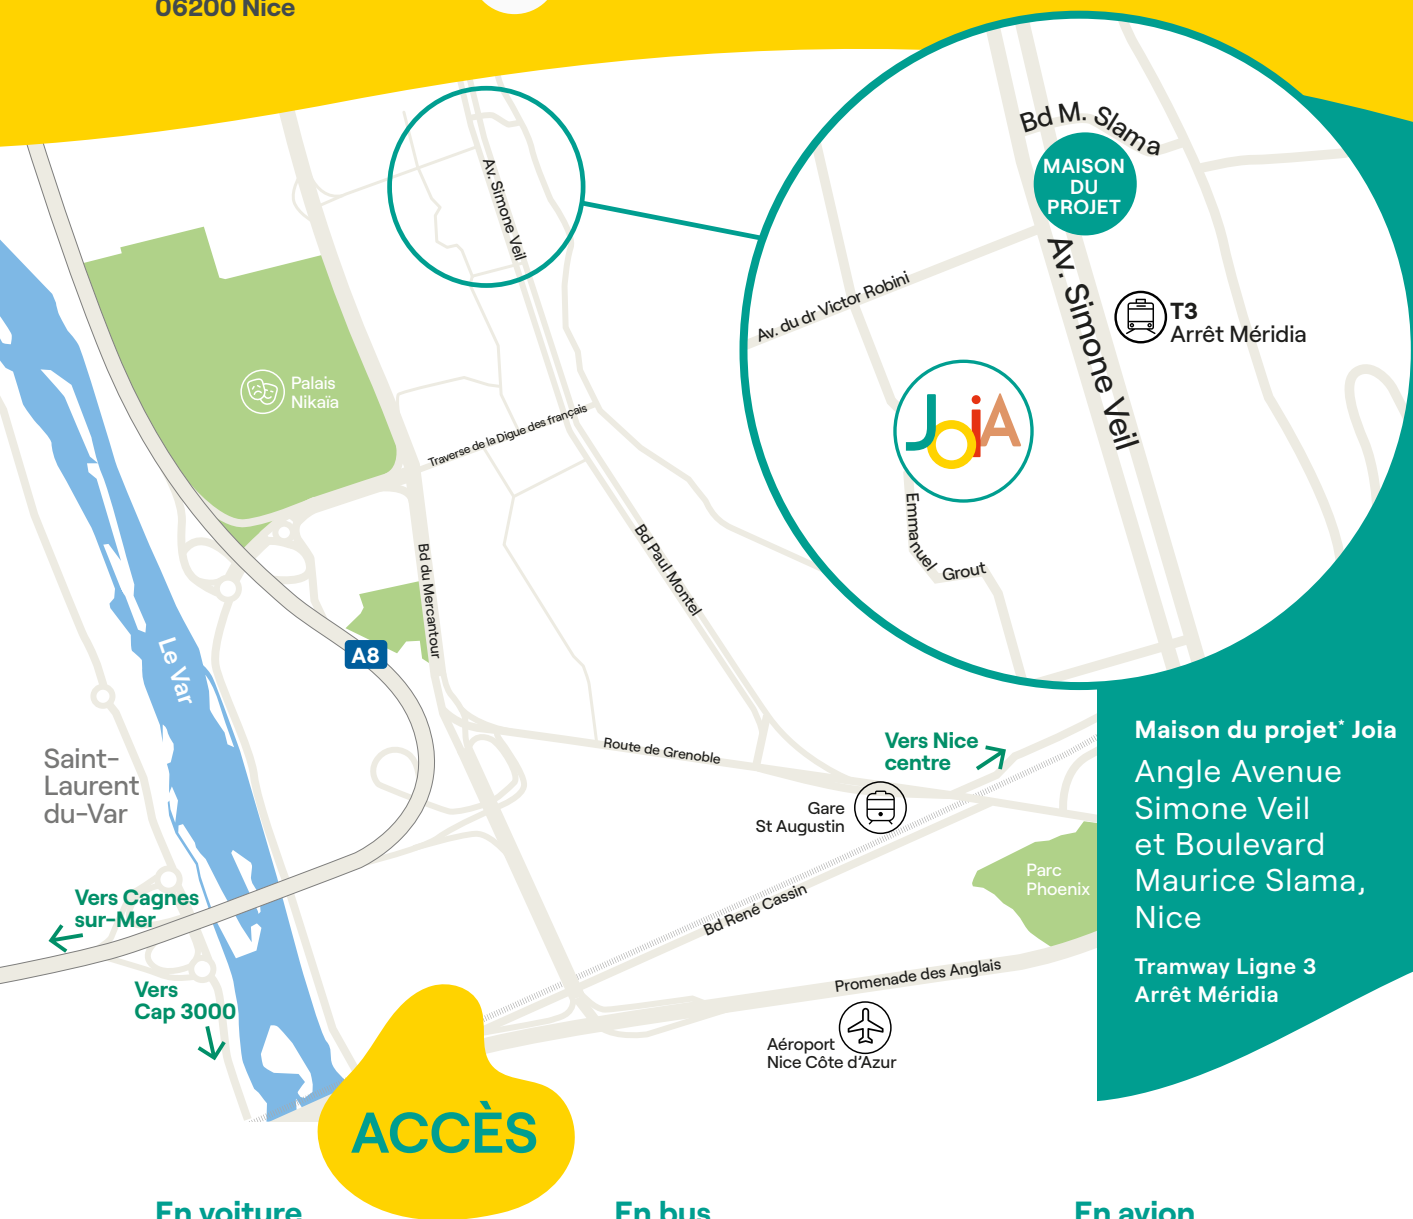 06200 Nice
Bd M. Slama
MAISON
DU
PROJET
Av. Simone Veil
Av. Simone Veil
Av. du dr Victor Robini
T3
Arrêt Méridia
JoiA
Palais
Nikaïa
Traverse de la Digue des français
Emmanuel Grout
Bd du Mercantour
Bd Paul Montel
A8
Le Var
Saint-
Laurent
du-Var
Route de Grenoble
Vers Nice
centre
Gare
St Augustin
Parc
Phoenix
Bd René Cassin
Vers Cagnes
sur-Mer
Vers
Cap 3000
Promenade des Anglais
Aéroport
Nice Côte d'Azur
Maison du projet* Joia
Angle Avenue
Simone Veil
et Boulevard
Maurice Slama,
Nice
Tramway Ligne 3
Arrêt Méridia
ACCÈS
En voiture
En bus
En avion